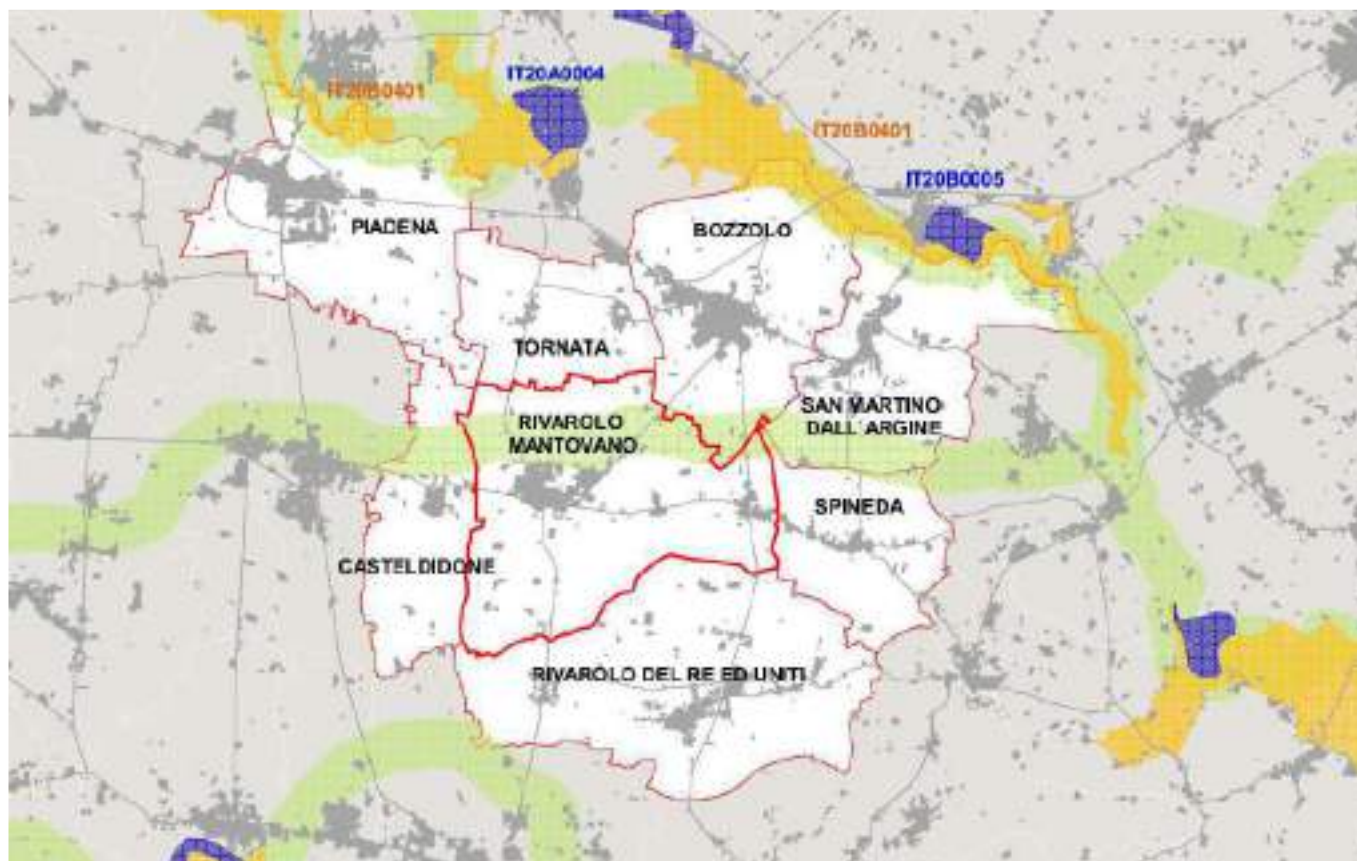 IT20A0004
IT20B0401
IT20B0401
IT20B0005
PIADENA
BOZZOLO
TORNATA
SAN MARTINO
DALL'ARGINE
RIVAROLO
MANTOVANO
SPINEDA
CASTELDIDONE
RIVAROLO DEL RE ED UNITI